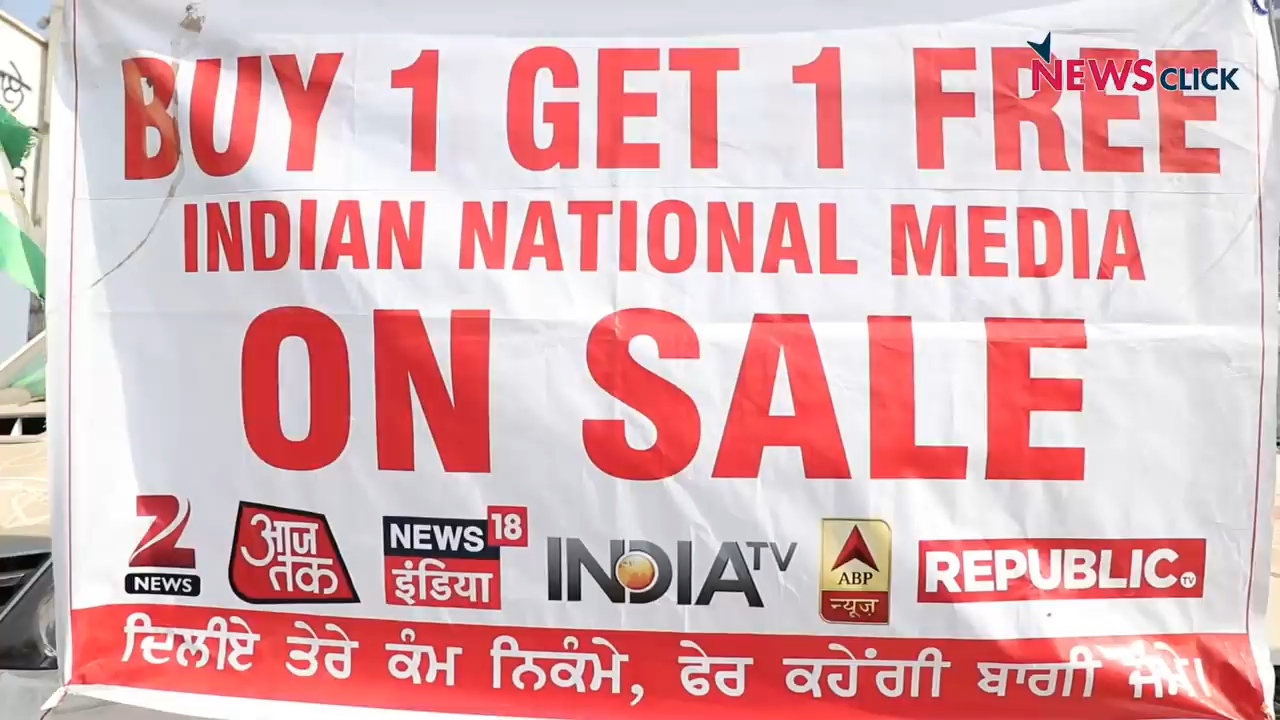 NEWSCLICK
BUY 1 GET 1 FREE
INDIAN NATIONAL MEDIA
ON SALE
Z NEWS
आज तक
NEWS 18 इंडिया
INDIA TV
ABP न्यूज़
REPUBLIC. TV
ਦਿਲੀਏ ਤੇਰੇ ਕੰਮ ਨਿਕੰਮੇ, ਫੇਰ ਕਹੇਂਗੀ ਬਾਗੀ ਜੰਮੇ।